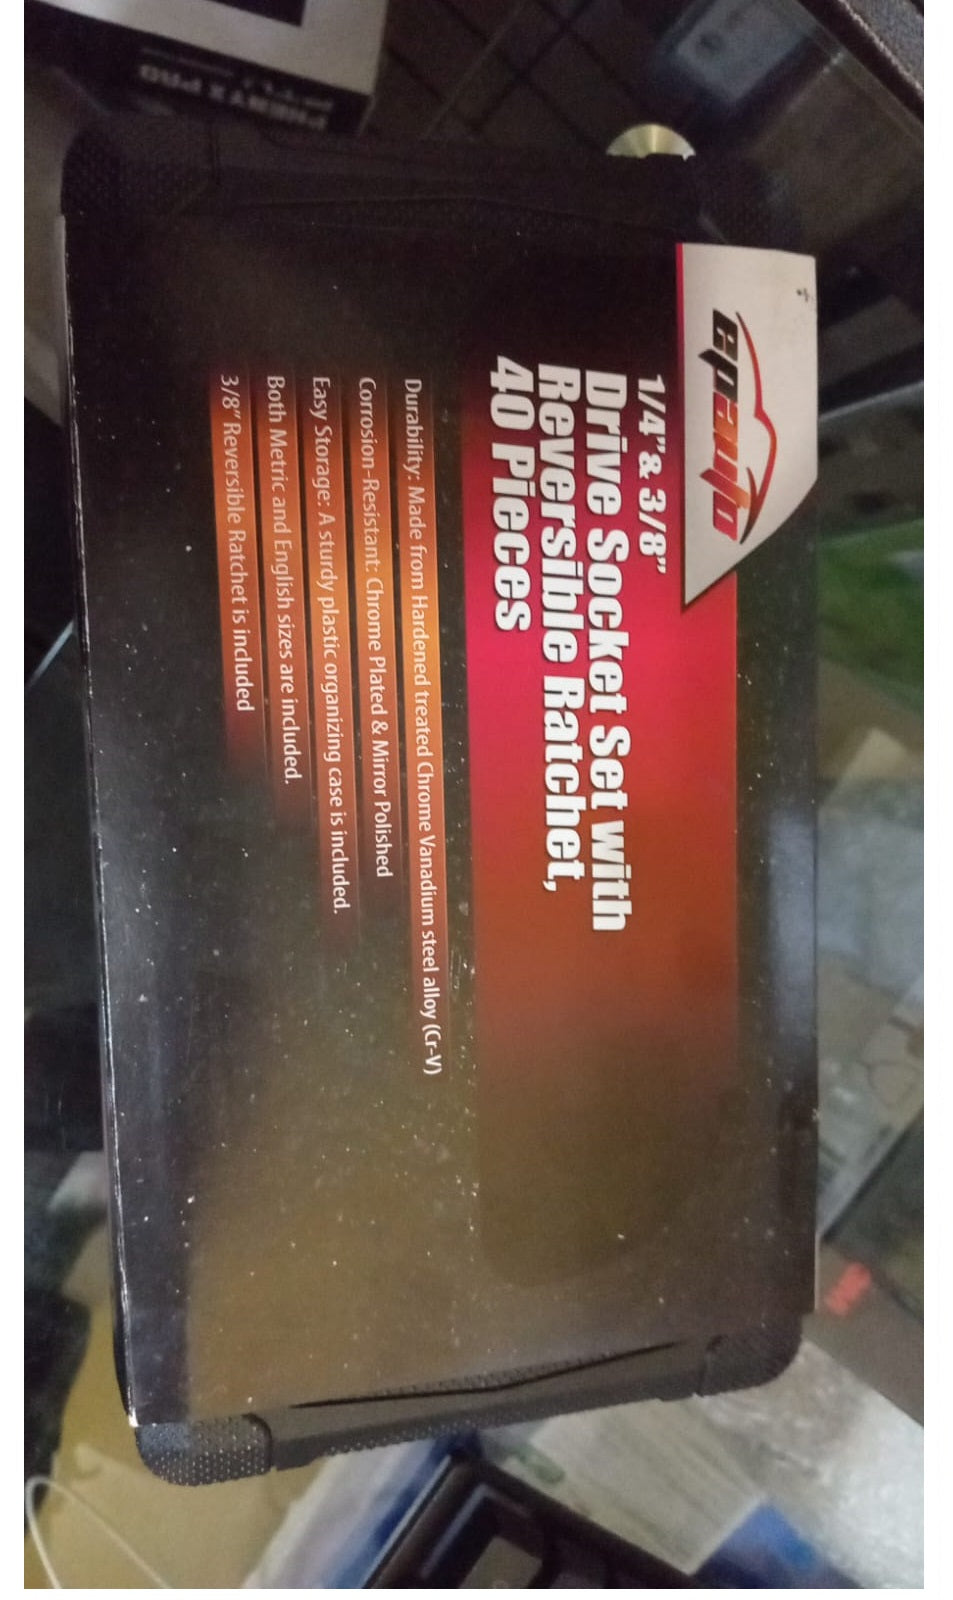 epauto
1/4"& 3/8"
Drive Socket Set with
Reversible Ratchet,
40 Pieces
Durability: Made from Hardened treated Chrome Vanadium steel alloy (Cr-V)
Corrosion-Resistant: Chrome Plated & Mirror Polished
Easy Storage: A sturdy plastic organizing case is included.
Both Metric and English sizes are included.
3/8" Reversible Ratchet is included
PHENYX PRO